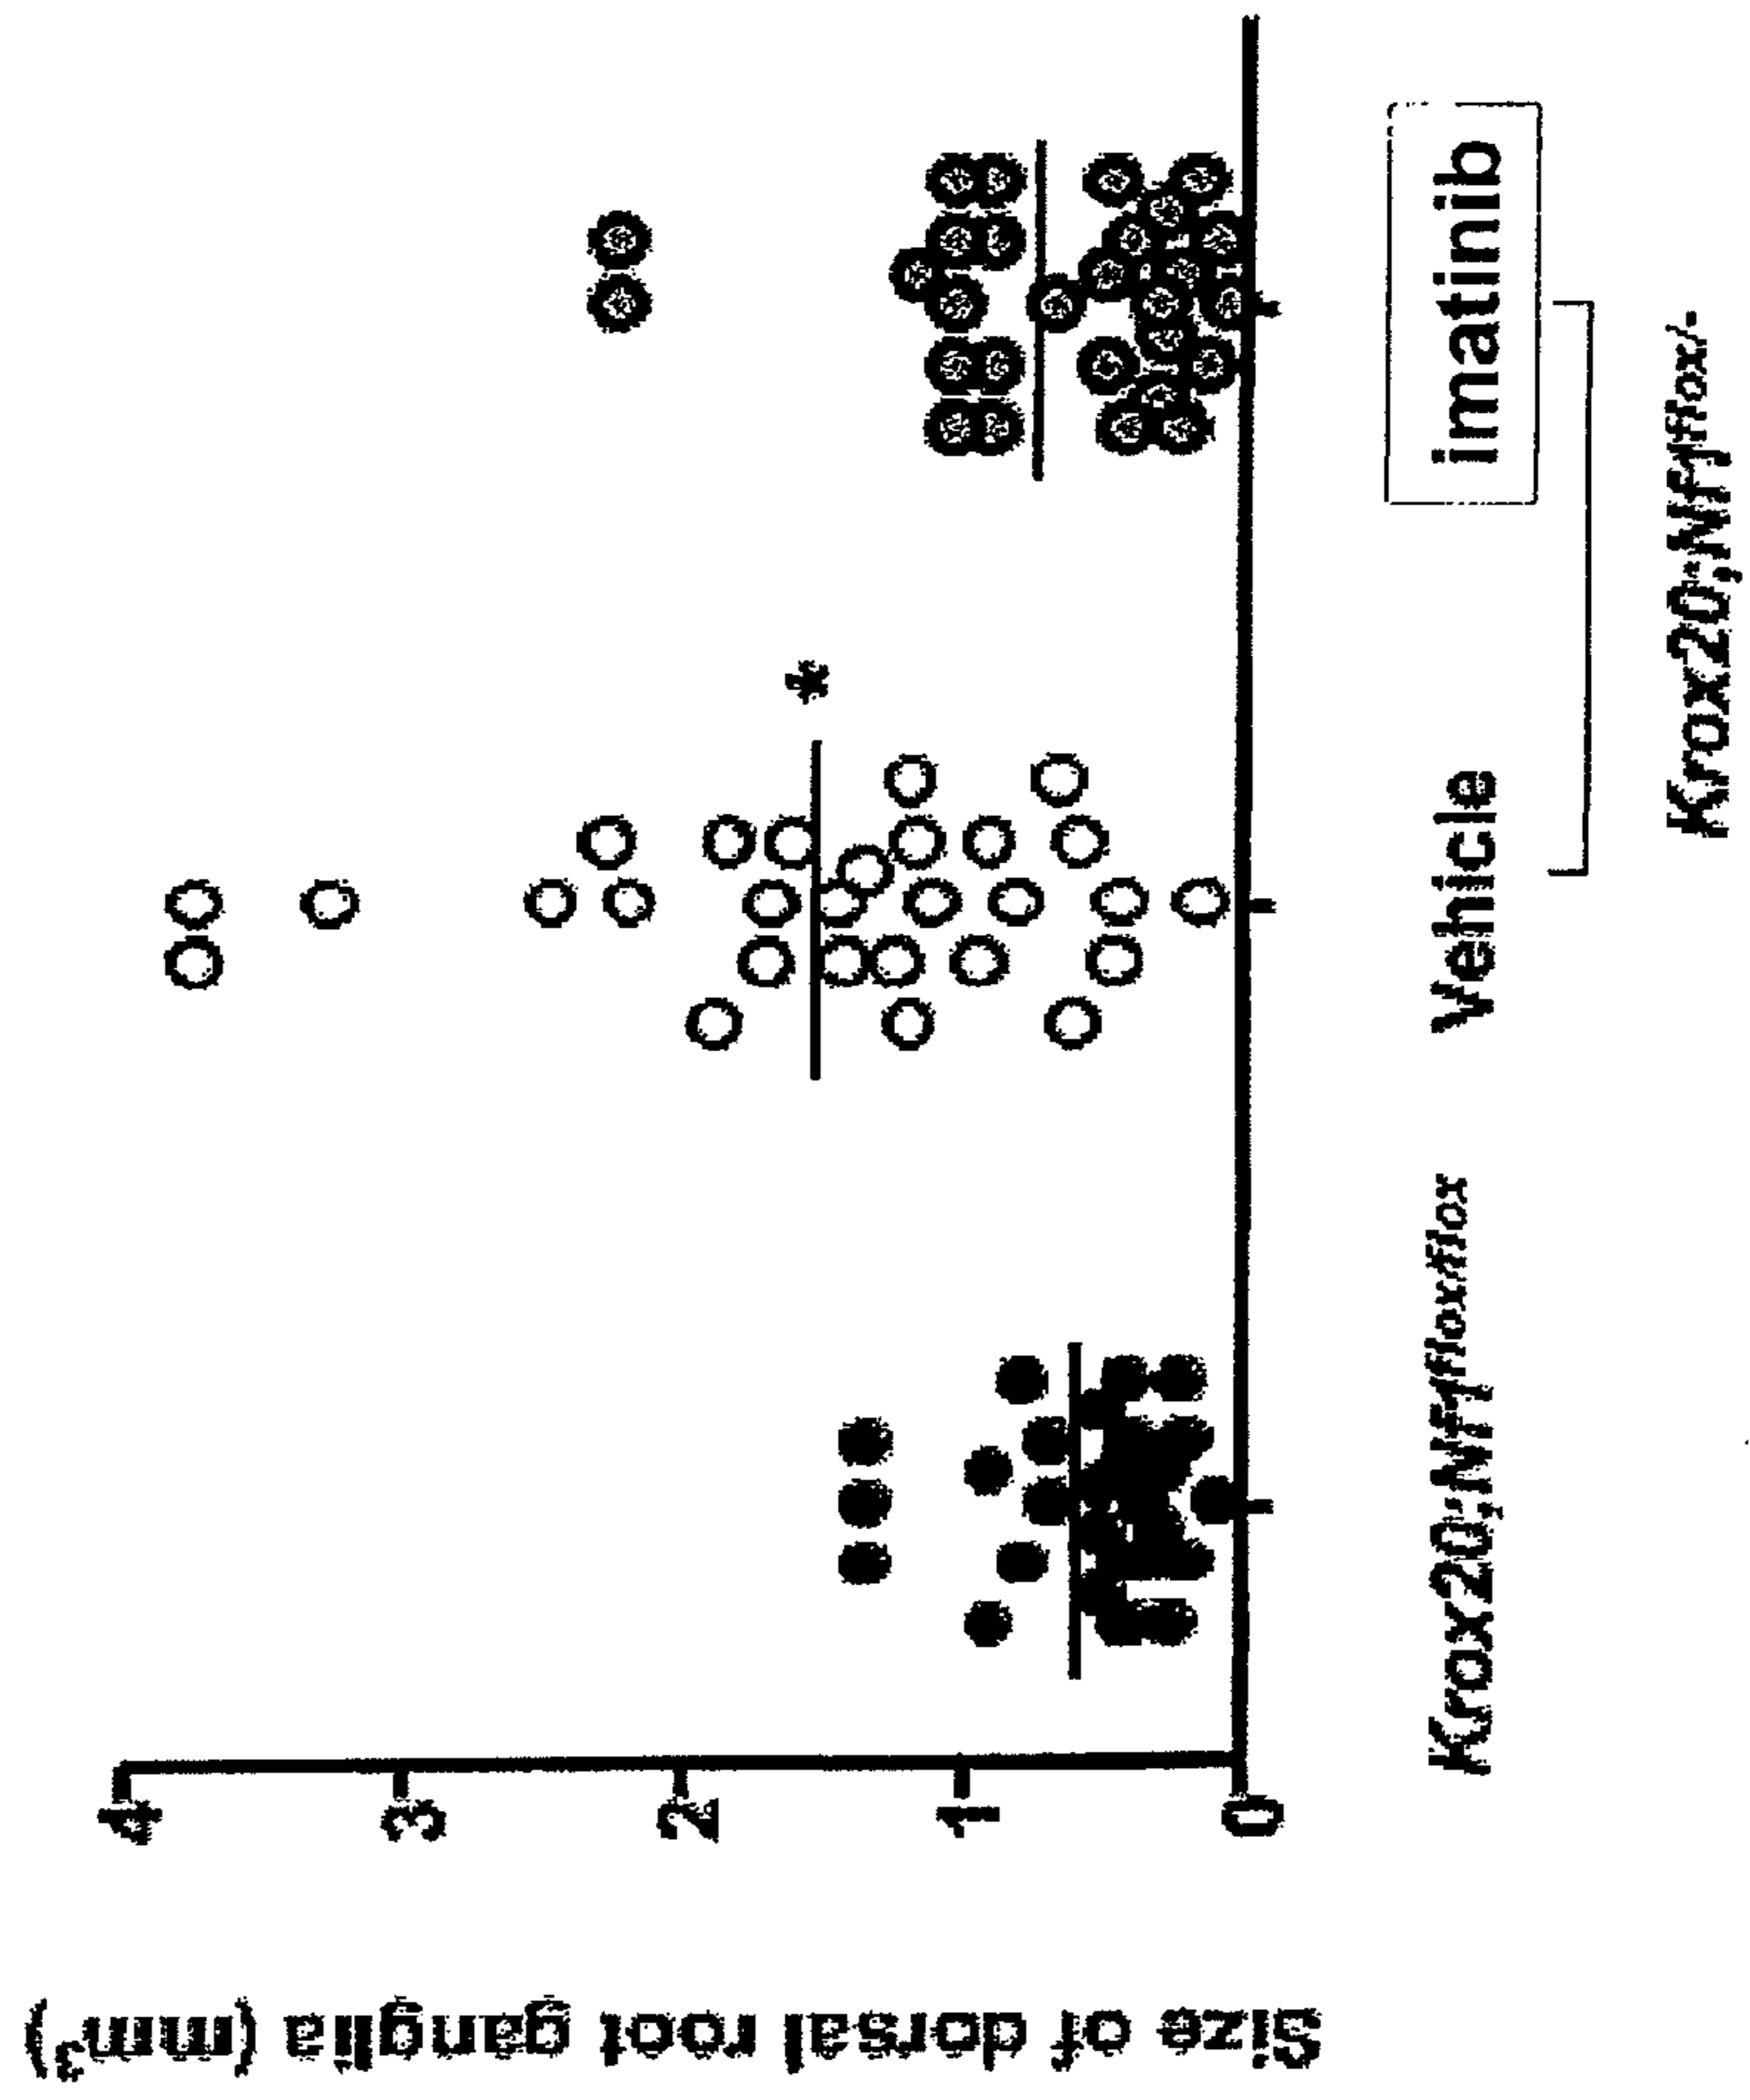 Size of dorsal root ganglia (mm³)
4
3
2
1
0
*
Krox20;Nf1flox/flox
Vehicle
imatinib
Krox20;Nf1flox/-